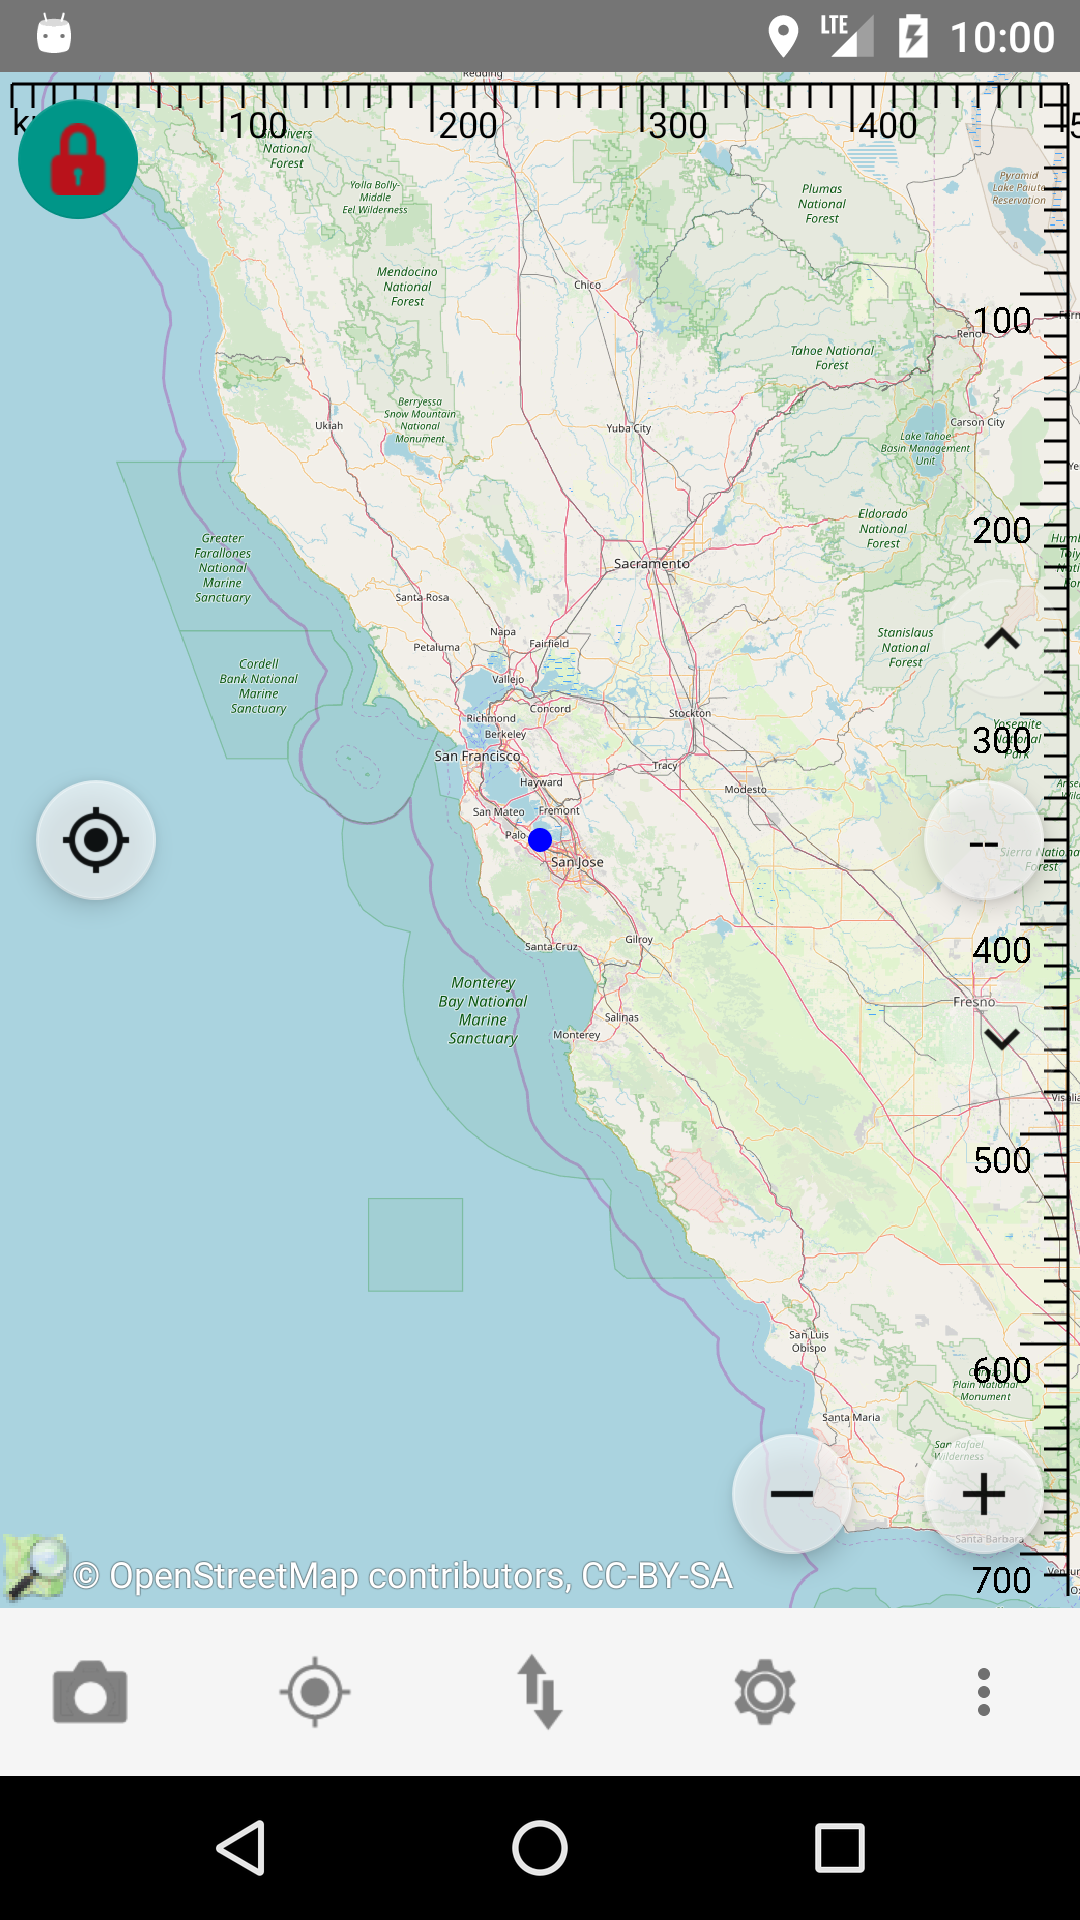 LTE 10:00
Redding
100 200 300 400
National
Forest
Yolla Bolly-
Middle
Eel Wilderness
Plumas
National
Forest
Pyramid
Lake Paiute
Reservation
Mendocino
National
Forest
Chico
100
Reno
Tahoe National
Forest
Berryessa
Snow Mountain
National
Monument
Ukiah
Yuba City
Carson City
Lake Tahoe
Basin Management
Unit
Eldorado
National
Forest
200
Greater
Farallones
National
Marine
Sanctuary
Sacramento
Santa Rosa
Napa
Fairfield
Petaluma
Stanislaus
National
Forest
Cordell
Bank National
Marine
Sanctuary
Vallejo
Concord
Richmond
Stockton
Berkeley
Yosemite
National
Park
300
San Francisco
Tracy
Hayward
Modesto
San Mateo
Fremont
Palo
--
San Jose
Sierra National
Forest
Gilroy
Santa Cruz
400
Monterey
Bay National
Marine
Sanctuary
Fresno
Salinas
Monterey
Visalia
500
San Luis
Obispo
600
Plain National
Monument
Santa Maria
San Rafael
Wilderness
Santa Barbara
© OpenStreetMap contributors, CC-BY-SA
700